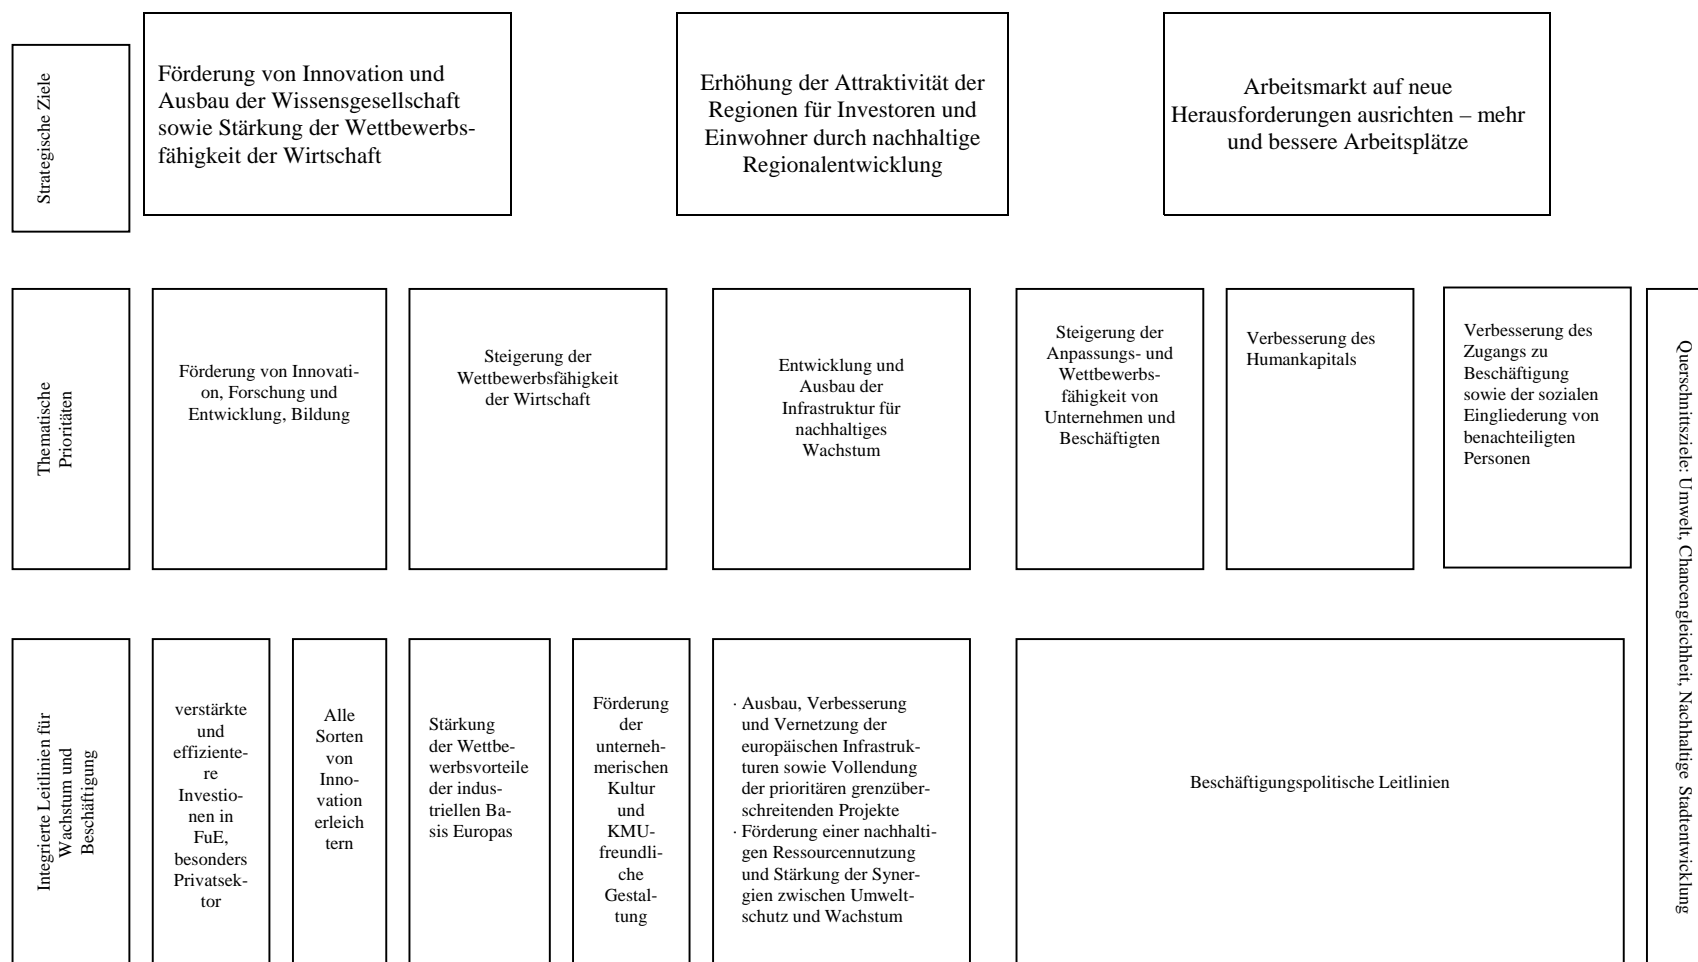 Strategische Ziele
Förderung von Innovation und
Ausbau der Wissensgesellschaft
sowie Stärkung der Wettbewerbs-
fähigkeit der Wirtschaft
Erhöhung der Attraktivität der
Regionen für Investoren und
Einwohner durch nachhaltige
Regionalentwicklung
Arbeitsmarkt auf neue
Herausforderungen ausrichten – mehr
und bessere Arbeitsplätze
Thematische
Prioritäten
Förderung von Innovati-
on, Forschung und
Entwicklung, Bildung
Steigerung der
Wettbewerbsfähigkeit
der Wirtschaft
Entwicklung und
Ausbau der
Infrastruktur für
nachhaltiges
Wachstum
Steigerung der
Anpassungs- und
Wettbewerbs-
fähigkeit von
Unternehmen und
Beschäftigten
Verbesserung des
Humankapitals
Verbesserung des
Zugangs zu
Beschäftigung
sowie der sozialen
Eingliederung von
benachteiligten
Personen
Querschnittsziele: Umwelt, Chancengleichheit, Nachhaltige Stadtentwicklung
Integrierte Leitlinien für
Wachstum und
Beschäftigung
verstärkte
und
effiziente-
re
Investio-
nen in
FuE,
besonders
Privatsek-
tor
Alle
Sorten
von
Inno-
vation
erleich
tern
Stärkung
der Wettbe-
werbsvorteile
der indus-
triellen Ba-
sis Europas
Förderung
der
unterneh-
merischen
Kultur
und
KMU-
freundli-
che
Gestal-
tung
· Ausbau, Verbesserung
und Vernetzung der
europäischen Infrastruk-
turen sowie Vollendung
der prioritären grenzüber-
schreitenden Projekte
· Förderung einer nachhalti-
gen Ressourcennutzung
und Stärkung der Syner-
gien zwischen Umwelt-
schutz und Wachstum
Beschäftigungspolitische Leitlinien